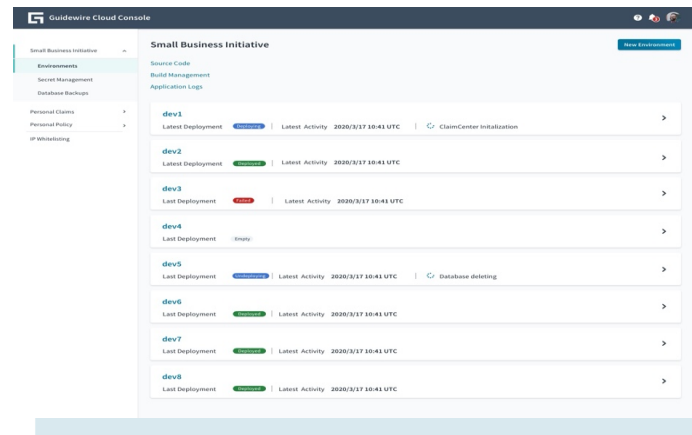 Guidewire Cloud Console
Small Business Initiative
Environments
Secret Management
Database Backups
Personal Claims
Personal Policy
IP Whitelisting
Small Business Initiative
New Environment
Source Code
Build Management
Application Logs
dev1
Latest Deployment Deploying Latest Activity 2020/3/17 10:41 UTC ClaimCenter Initalization
dev2
Latest Deployment Deployed Latest Activity 2020/3/17 10:41 UTC
dev3
Last Deployment Failed Latest Activity 2020/3/17 10:41 UTC
dev4
Last Deployment Empty
dev5
Last Deployment Undeploying Latest Activity 2020/3/17 10:41 UTC Database deleting
dev6
Last Deployment Deployed Latest Activity 2020/3/17 10:41 UTC
dev7
Last Deployment Deployed Latest Activity 2020/3/17 10:41 UTC
dev8
Last Deployment Deployed Latest Activity 2020/3/17 10:41 UTC